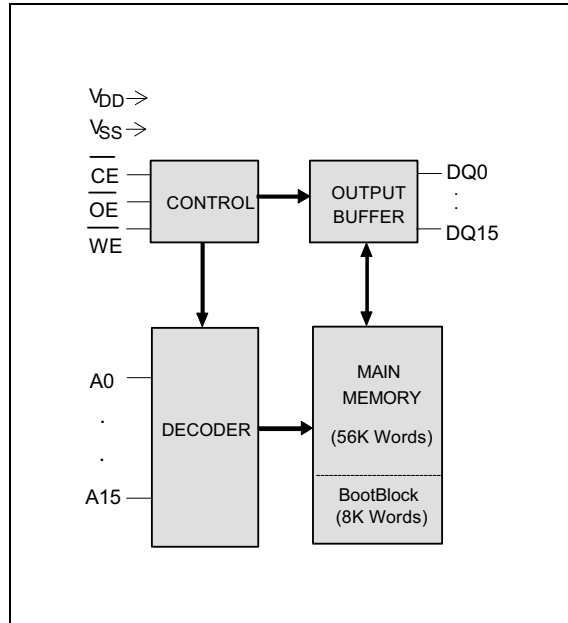 VDD
VSS
CE
OE
WE
CONTROL
OUTPUT
BUFFER
DQ0
:
DQ15
A0
.
.
A15
DECODER
MAIN
MEMORY
(56K Words)
BootBlock
(8K Words)